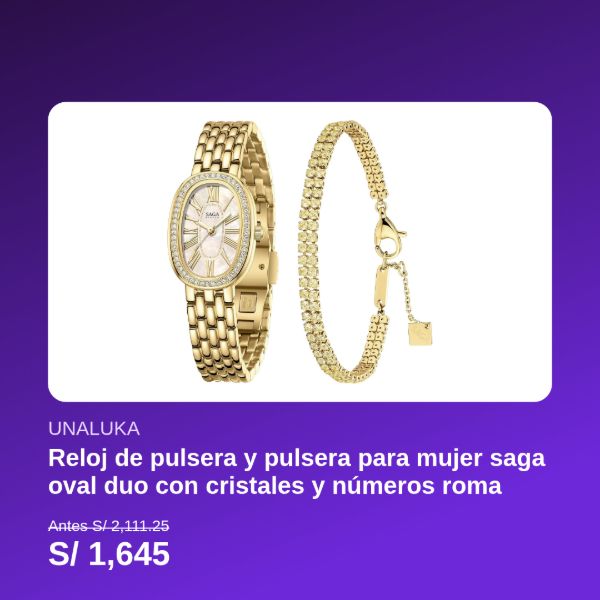 SAGA
UNALUKA
Reloj de pulsera y pulsera para mujer saga
oval duo con cristales y números roma
Antes S/ 2,111.25
S/ 1,645